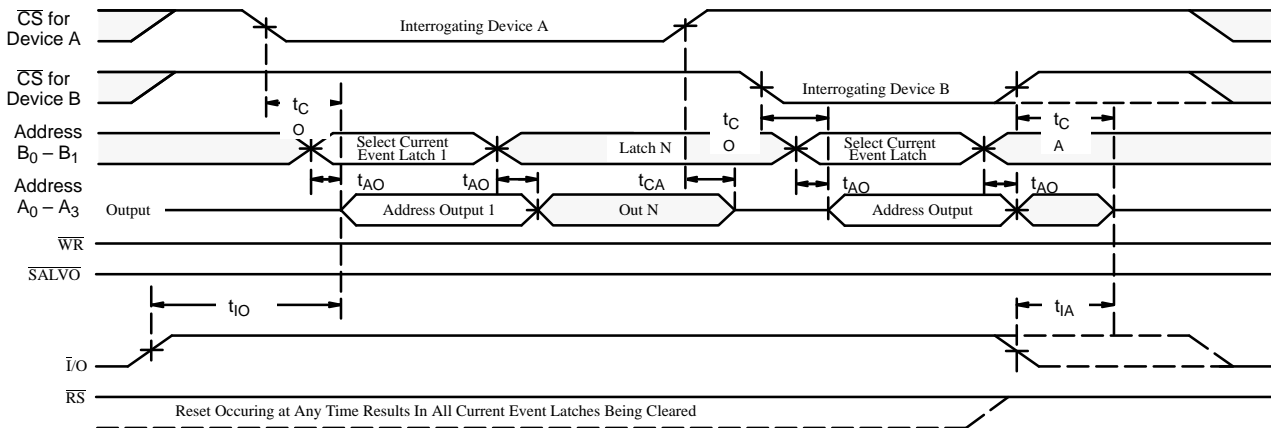 CS for
Device A
Interrogating Device A
CS for
Device B
Interrogating Device B
tC
O
tC
O
tC
A
Address
B0 – B1
Select Current
Event Latch 1
Latch N
Select Current
Event Latch
tAO
tAO
tCA
tAO
tAO
Address
A0 – A3
Output
Address Output 1
Out N
Address Output
WR
SALVO
tIO
tIA
I/O
RS
Reset Occuring at Any Time Results In All Current Event Latches Being Cleared